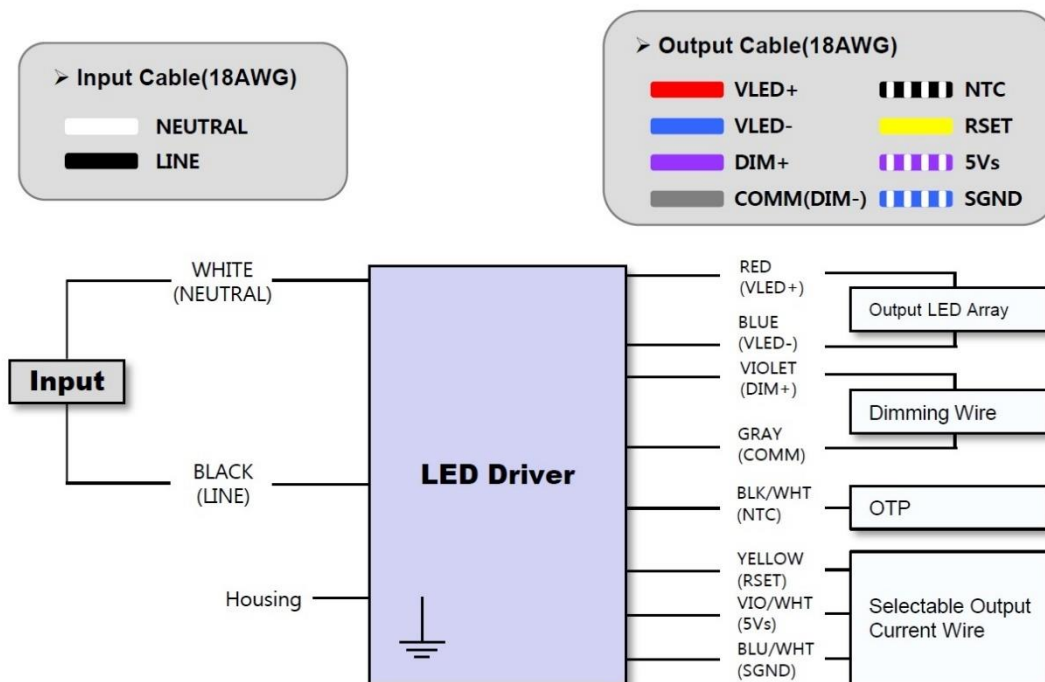 ➢ Input Cable(18AWG)
NEUTRAL
LINE
➢ Output Cable(18AWG)
VLED+
VLED-
DIM+
COMM(DIM-)
NTC
RSET
5Vs
SGND
WHITE
(NEUTRAL)
Input
BLACK
(LINE)
Housing
LED Driver
RED
(VLED+)
BLUE
(VLED-)
VIOLET
(DIM+)
GRAY
(COMM)
BLK/WHT
(NTC)
YELLOW
(RSET)
VIO/WHT
(5Vs)
BLU/WHT
(SGND)
Output LED Array
Dimming Wire
OTP
Selectable Output
Current Wire